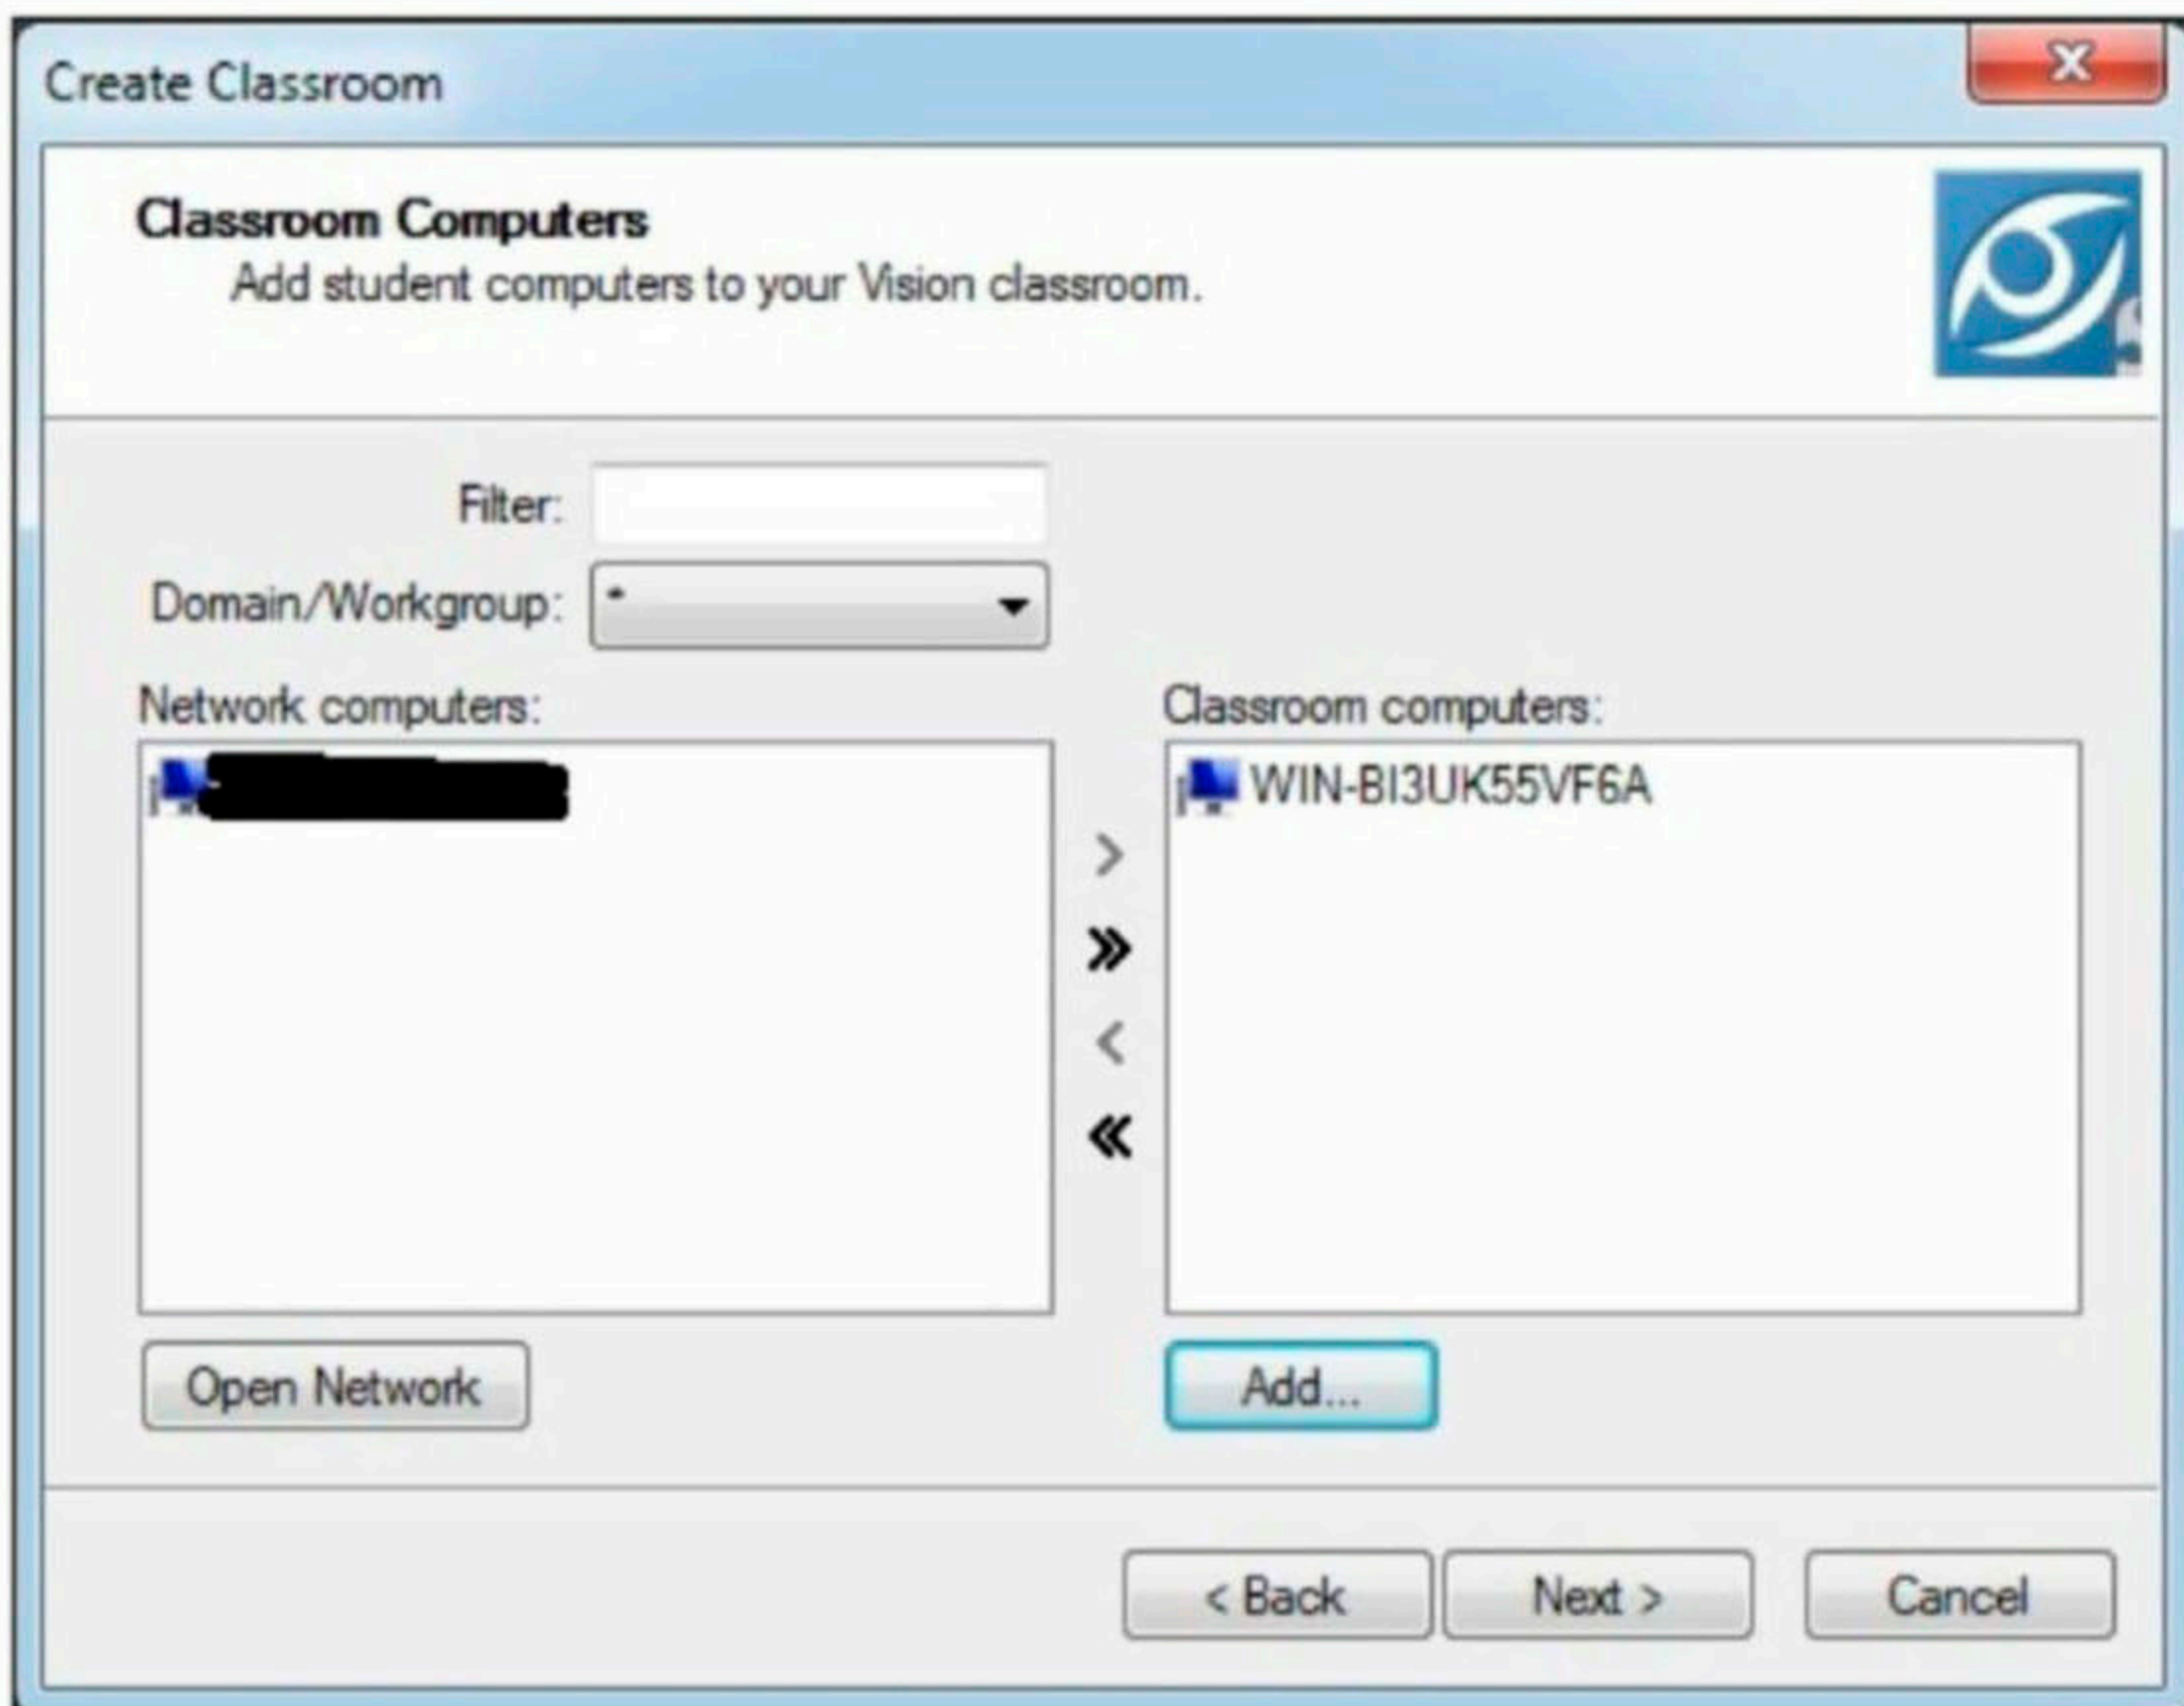 Create Classroom
Classroom Computers
Add student computers to your Vision classroom.
Filter:
Domain/Workgroup: *
Network computers:
Classroom computers:
WIN-BI3UK55VF6A
>
»
<
«
Open Network
Add...
< Back
Next >
Cancel